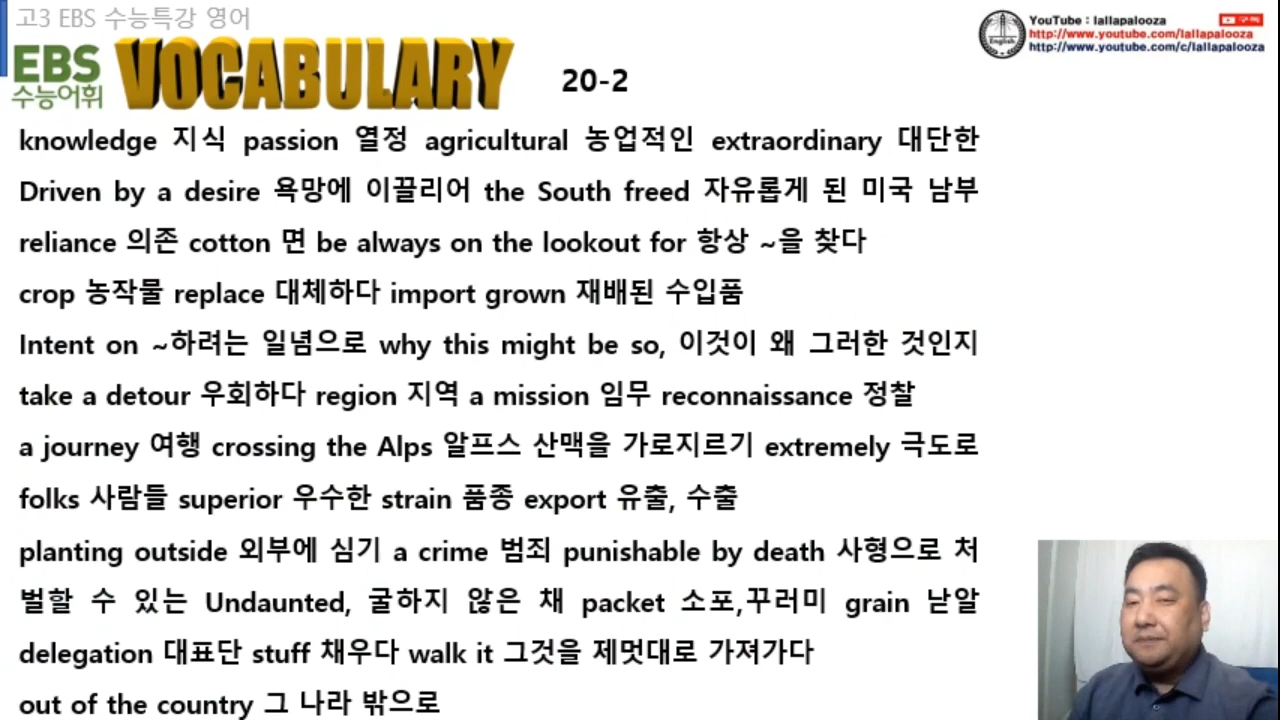 고3 EBS 수능특강 영어
EBS
수능어휘
VOCABULARY
20-2
YouTube : lallapalooza
구독
http://www.youtube.com/lallapalooza
http://www.youtube.com/c/lallapalooza
English
knowledge 지식 passion 열정 agricultural 농업적인 extraordinary 대단한
Driven by a desire 욕망에 이끌리어 the South freed 자유롭게 된 미국 남부
reliance 의존 cotton 면 be always on the lookout for 항상 ~을 찾다
crop 농작물 replace 대체하다 import grown 재배된 수입품
Intent on ~하려는 일념으로 why this might be so, 이것이 왜 그러한 것인지
take a detour 우회하다 region 지역 a mission 임무 reconnaissance 정찰
a journey 여행 crossing the Alps 알프스 산맥을 가로지르기 extremely 극도로
folks 사람들 superior 우수한 strain 품종 export 유출, 수출
planting outside 외부에 심기 a crime 범죄 punishable by death 사형으로 처
벌할 수 있는 Undaunted, 굴하지 않은 채 packet 소포,꾸러미 grain 낟알
delegation 대표단 stuff 채우다 walk it 그것을 제멋대로 가져가다
out of the country 그 나라 밖으로